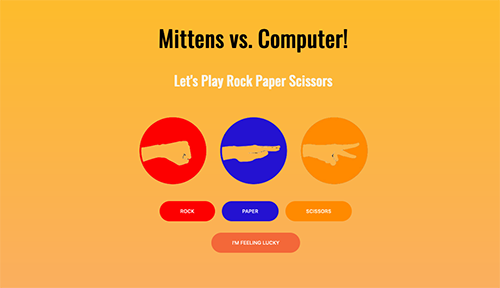 Mittens vs. Computer!
Let's Play Rock Paper Scissors
ROCK
PAPER
SCISSORS
I'M FEELING LUCKY